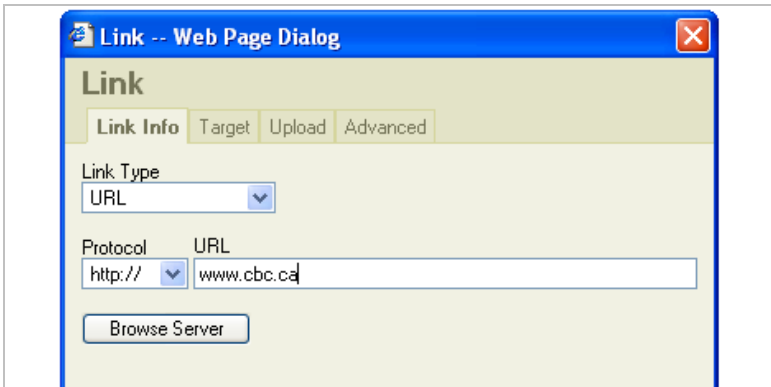 Link -- Web Page Dialog
Link
Link Info Target Upload Advanced
Link Type
URL
Protocol URL
http:// www.cbc.ca
Browse Server